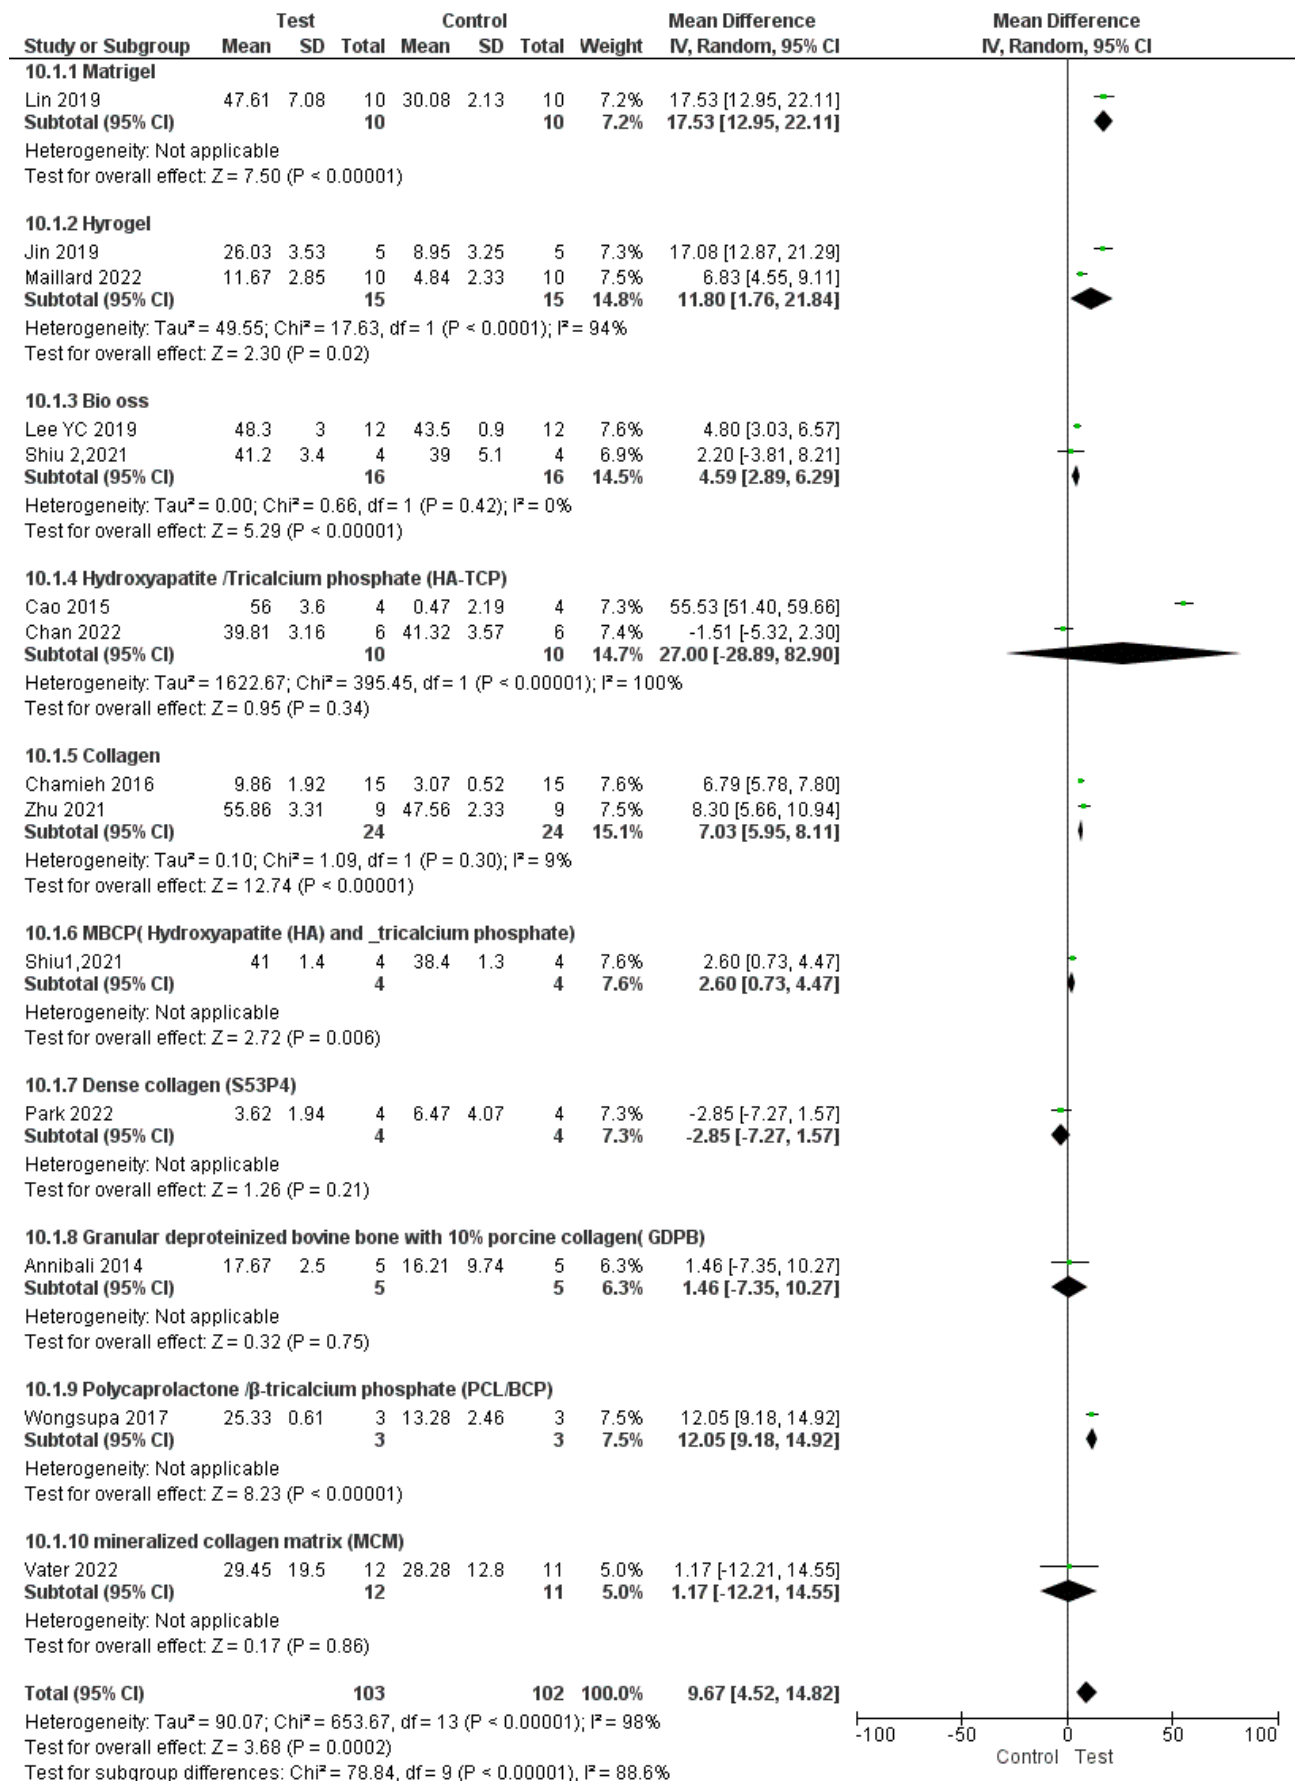 Test Control Mean Difference Mean Difference
Study or Subgroup Mean SD Total Mean SD Total Weight IV, Random, 95% CI IV, Random, 95% CI
10.1.1 Matrigel
Lin 2019 47.61 7.08 10 30.08 2.13 10 7.2% 17.53 [12.95, 22.11]
Subtotal (95% CI) 10 10 7.2% 17.53 [12.95, 22.11]
Heterogeneity: Not applicable
Test for overall effect: Z = 7.50 (P < 0.00001)
10.1.2 Hyrogel
Jin 2019 26.03 3.53 5 8.95 3.25 5 7.3% 17.08 [12.87, 21.29]
Maillard 2022 11.67 2.85 10 4.84 2.33 10 7.5% 6.83 [4.55, 9.11]
Subtotal (95% CI) 15 15 14.8% 11.80 [1.76, 21.84]
Heterogeneity: Tau² = 49.55; Chi² = 17.63, df = 1 (P < 0.0001); I² = 94%
Test for overall effect: Z = 2.30 (P = 0.02)
10.1.3 Bio oss
Lee YC 2019 48.3 3 12 43.5 0.9 12 7.6% 4.80 [3.03, 6.57]
Shiu 2,2021 41.2 3.4 4 39 5.1 4 6.9% 2.20 [-3.81, 8.21]
Subtotal (95% CI) 16 16 14.5% 4.59 [2.89, 6.29]
Heterogeneity: Tau² = 0.00; Chi² = 0.66, df = 1 (P = 0.42); I² = 0%
Test for overall effect: Z = 5.29 (P < 0.00001)
10.1.4 Hydroxyapatite /Tricalcium phosphate (HA-TCP)
Cao 2015 56 3.6 4 0.47 2.19 4 7.3% 55.53 [51.40, 59.66]
Chan 2022 39.81 3.16 6 41.32 3.57 6 7.4% -1.51 [-5.32, 2.30]
Subtotal (95% CI) 10 10 14.7% 27.00 [-28.89, 82.90]
Heterogeneity: Tau² = 1622.67; Chi² = 395.45, df = 1 (P < 0.00001); I² = 100%
Test for overall effect: Z = 0.95 (P = 0.34)
10.1.5 Collagen
Chamieh 2016 9.86 1.92 15 3.07 0.52 15 7.6% 6.79 [5.78, 7.80]
Zhu 2021 55.86 3.31 9 47.56 2.33 9 7.5% 8.30 [5.66, 10.94]
Subtotal (95% CI) 24 24 15.1% 7.03 [5.95, 8.11]
Heterogeneity: Tau² = 0.10; Chi² = 1.09, df = 1 (P = 0.30); I² = 9%
Test for overall effect: Z = 12.74 (P < 0.00001)
10.1.6 MBCP( Hydroxyapatite (HA) and _tricalcium phosphate)
Shiu1,2021 41 1.4 4 38.4 1.3 4 7.6% 2.60 [0.73, 4.47]
Subtotal (95% CI) 4 4 7.6% 2.60 [0.73, 4.47]
Heterogeneity: Not applicable
Test for overall effect: Z = 2.72 (P = 0.006)
10.1.7 Dense collagen (S53P4)
Park 2022 3.62 1.94 4 6.47 4.07 4 7.3% -2.85 [-7.27, 1.57]
Subtotal (95% CI) 4 4 7.3% -2.85 [-7.27, 1.57]
Heterogeneity: Not applicable
Test for overall effect: Z = 1.26 (P = 0.21)
10.1.8 Granular deproteinized bovine bone with 10% porcine collagen( GDPB)
Annibali 2014 17.67 2.5 5 16.21 9.74 5 6.3% 1.46 [-7.35, 10.27]
Subtotal (95% CI) 5 5 6.3% 1.46 [-7.35, 10.27]
Heterogeneity: Not applicable
Test for overall effect: Z = 0.32 (P = 0.75)
10.1.9 Polycaprolactone /β-tricalcium phosphate (PCL/BCP)
Wongsupa 2017 25.33 0.61 3 13.28 2.46 3 7.5% 12.05 [9.18, 14.92]
Subtotal (95% CI) 3 3 7.5% 12.05 [9.18, 14.92]
Heterogeneity: Not applicable
Test for overall effect: Z = 8.23 (P < 0.00001)
10.1.10 mineralized collagen matrix (MCM)
Vater 2022 29.45 19.5 12 28.28 12.8 11 5.0% 1.17 [-12.21, 14.55]
Subtotal (95% CI) 12 11 5.0% 1.17 [-12.21, 14.55]
Heterogeneity: Not applicable
Test for overall effect: Z = 0.17 (P = 0.86)
Total (95% CI) 103 102 100.0% 9.67 [4.52, 14.82]
Heterogeneity: Tau² = 90.07; Chi² = 653.67, df = 13 (P < 0.00001); I² = 98%
Test for overall effect: Z = 3.68 (P = 0.0002)
Test for subgroup differences: Chi² = 78.84, df = 9 (P < 0.00001), I² = 88.6%
-100 -50 0 50 100
Control Test